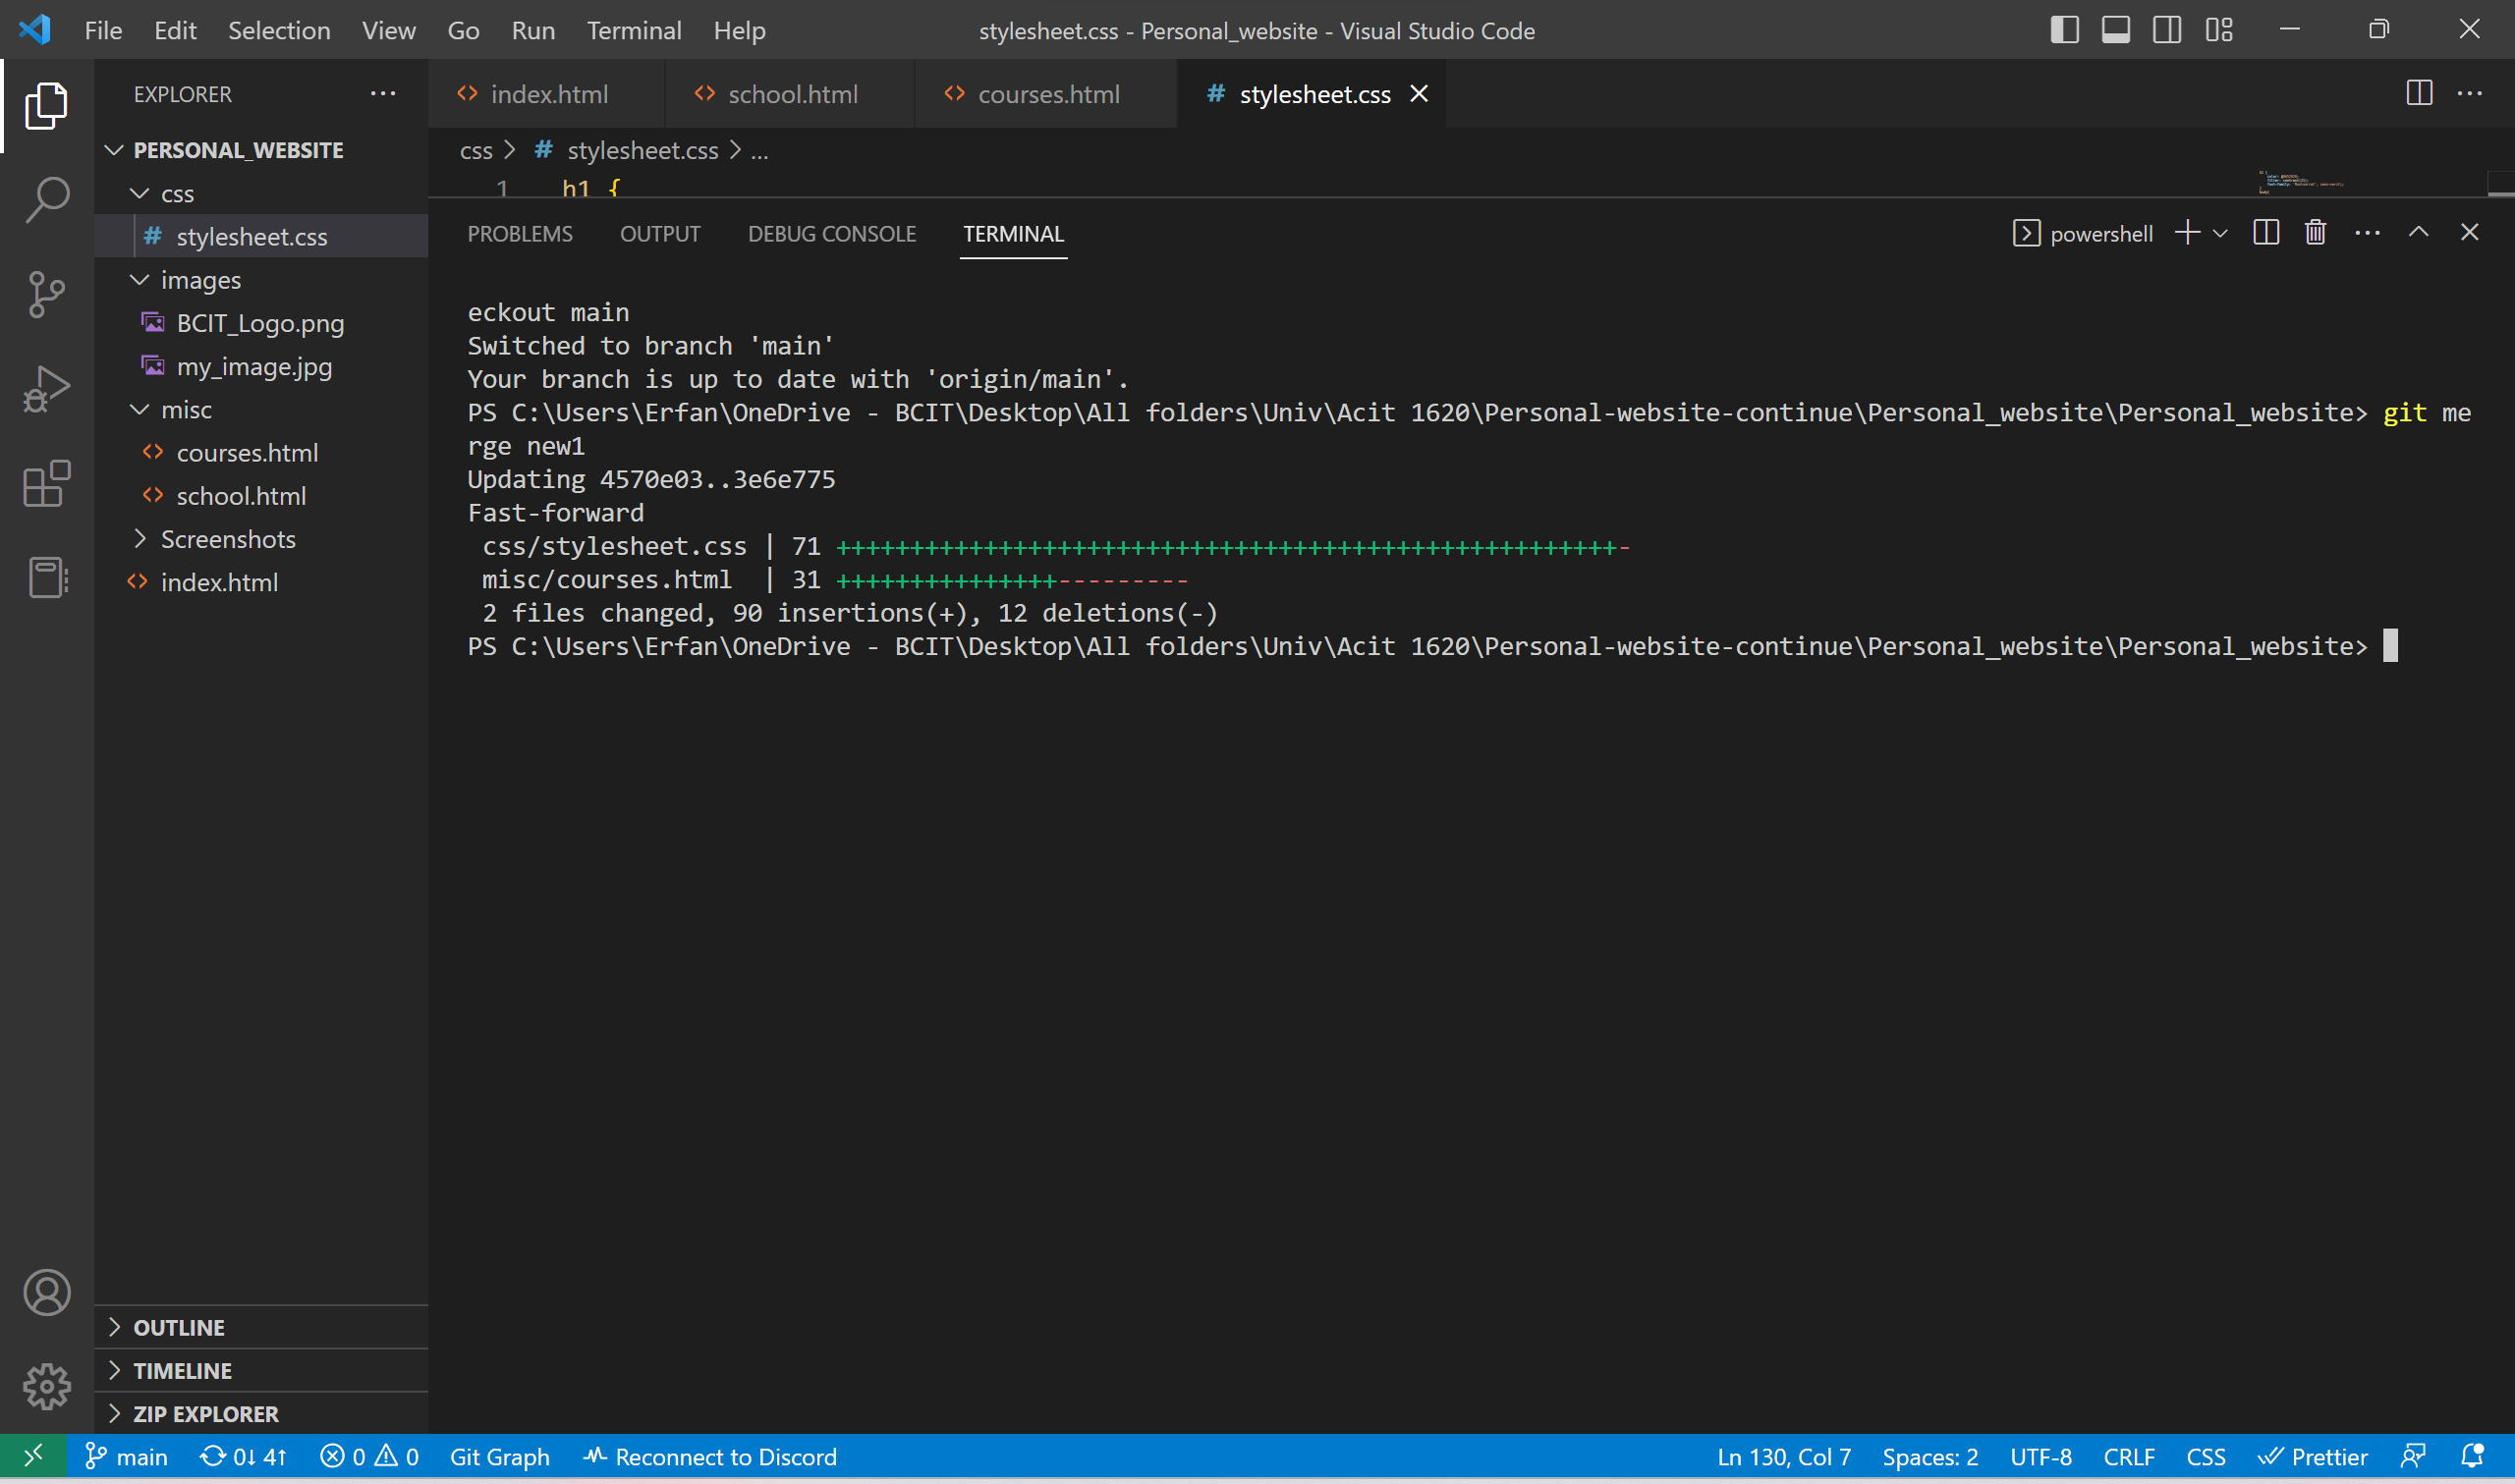 File Edit Selection View Go Run Terminal Help
stylesheet.css - Personal_website - Visual Studio Code
EXPLORER
PERSONAL_WEBSITE
css
# stylesheet.css
images
BCIT_Logo.png
my_image.jpg
misc
<> courses.html
<> school.html
Screenshots
<> index.html
OUTLINE
TIMELINE
ZIP EXPLORER
<> index.html <> school.html <> courses.html # stylesheet.css
css > # stylesheet.css > ...
1 h1 {
PROBLEMS OUTPUT DEBUG CONSOLE TERMINAL
powershell
eckout main
Switched to branch 'main'
Your branch is up to date with 'origin/main'.
PS C:\Users\Erfan\OneDrive - BCIT\Desktop\All folders\Univ\Acit 1620\Personal-website-continue\Personal_website\Personal_website> git me
rge new1
Updating 4570e03..3e6e775
Fast-forward
css/stylesheet.css | 71 +++++++++++++++++++++++++++++++++++++++++++++++++++++-
misc/courses.html  | 31 +++++++++++++++---------
2 files changed, 90 insertions(+), 12 deletions(-)
PS C:\Users\Erfan\OneDrive - BCIT\Desktop\All folders\Univ\Acit 1620\Personal-website-continue\Personal_website\Personal_website>
main 0↓ 4↑ 0 0 Git Graph Reconnect to Discord
Ln 130, Col 7 Spaces: 2 UTF-8 CRLF CSS Prettier